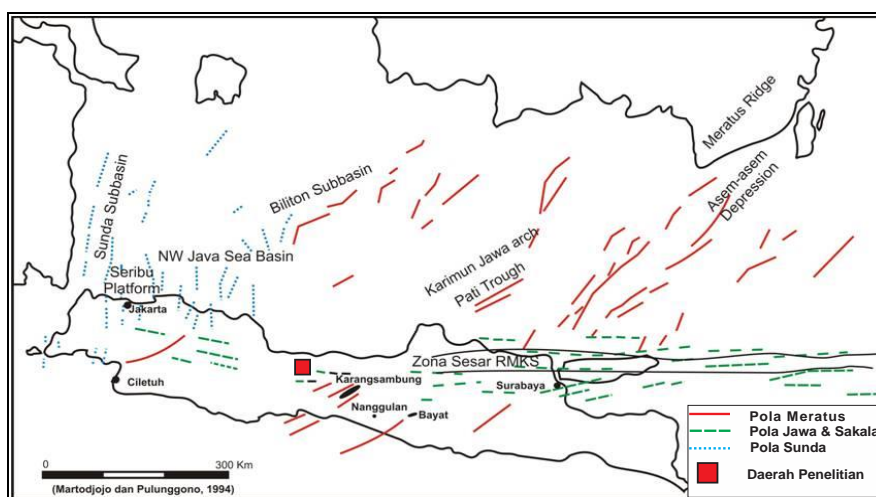 Meratus Ridge
Asem-asem
Depression
Biliton Subbasin
Sunda Subbasin
NW Java Sea Basin
Karimun Jawa arch
Pati Trough
Seribu
Platform
Jakarta
Zona Sesar RMKS
Ciletuh
Karangsambung
Surabaya
Nanggulan
Bayat
Pola Meratus
Pola Jawa & Sakala
Pola Sunda
Daerah Penelitian
0
300 Km
(Martodjojo dan Pulunggono, 1994)